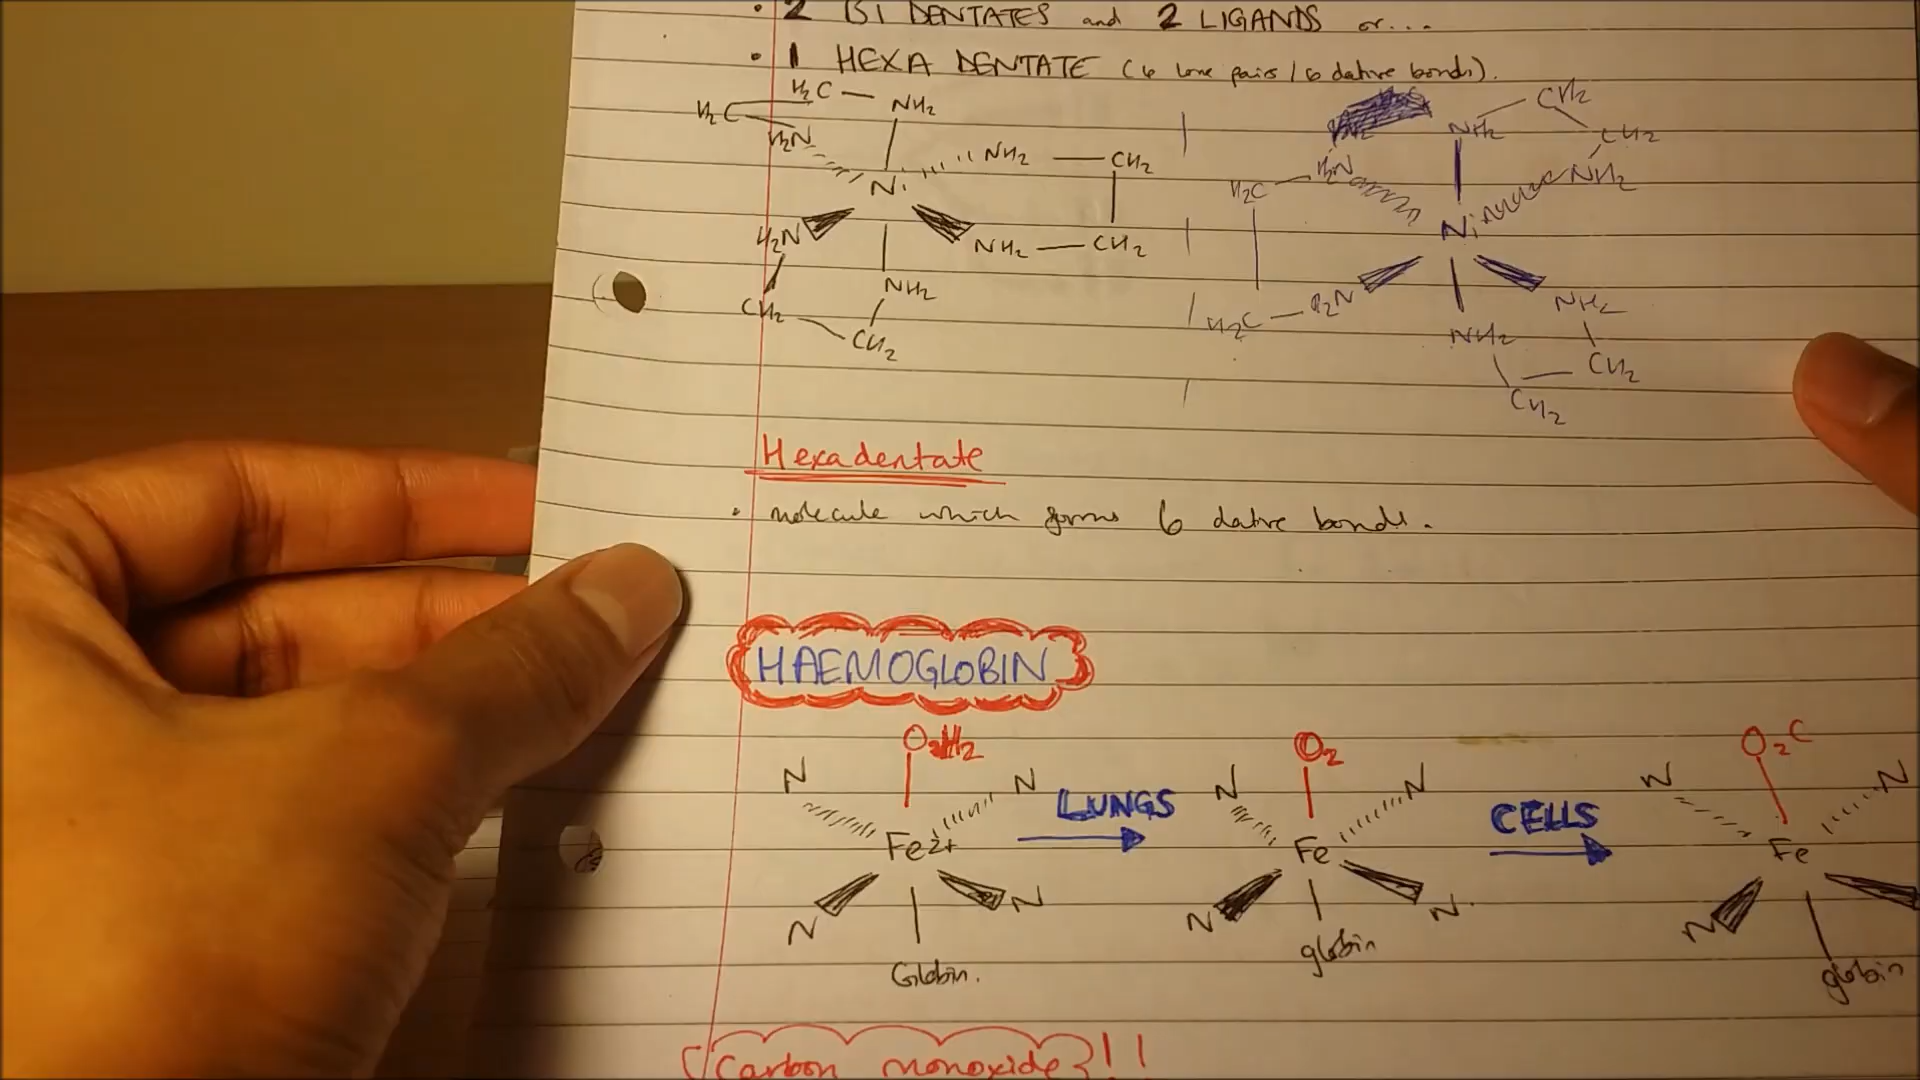 • 2 BI DENTATES and 2 LIGANDS or...
• 1 HEXA DENTATE (6 lone pairs / 6 dative bonds).
H₂C — NH₂
H₂C
H₂N
NH₂ — CH₂
Ni
H₂N
NH₂ — CH₂
NH₂
CH₂
CH₂
NH₂
CH₂
CH₂
H₂N
H₂C
NH₂
Ni
H₂C
H₂N
NH₂
NH₂
CH₂
CH₂
Hexadentate
• molecule which forms 6 dative bonds.
HAEMOGLOBIN
N
N
Fe2+
N
N
Globin.
LUNGS
O₂
N
N
Fe
N
N
globin
CELLS
O₂C
N
N
Fe
N
globin
Carbon monoxide!!